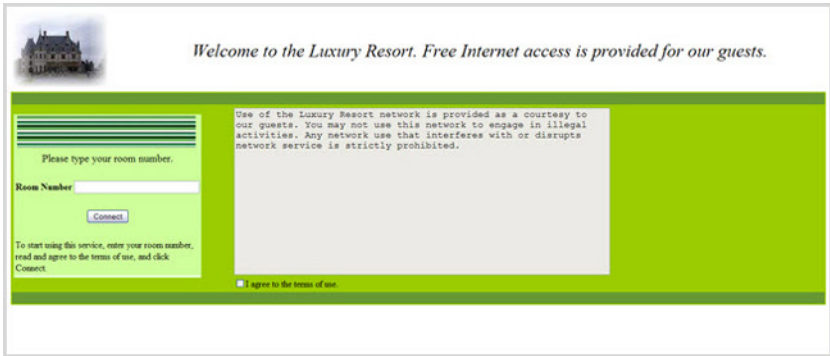 Welcome to the Luxury Resort. Free Internet access is provided for our guests.
Please type your room number.
Room Number
Connect
To start using this service, enter your room number,
read and agree to the terms of use, and click
Connect.
Use of the Luxury Resort network is provided as a courtesy to
our guests. You may not use this network to engage in illegal
activities. Any network use that interferes with or disrupts
network service is strictly prohibited.
I agree to the terms of use.